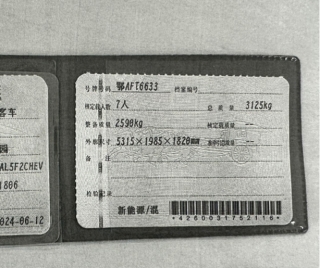 客车
园
AL5F2CHEV
1806
024-06-12
号牌号码 鄂AFT6633 档案编号
核定载人数 7人 总质量 3125kg
整备质量 2590kg 核定载质量 --
外廓尺寸 5315×1985×1820mm 准牵引总质量 --
备注
检验记录
新能源/混
*4260031752116*